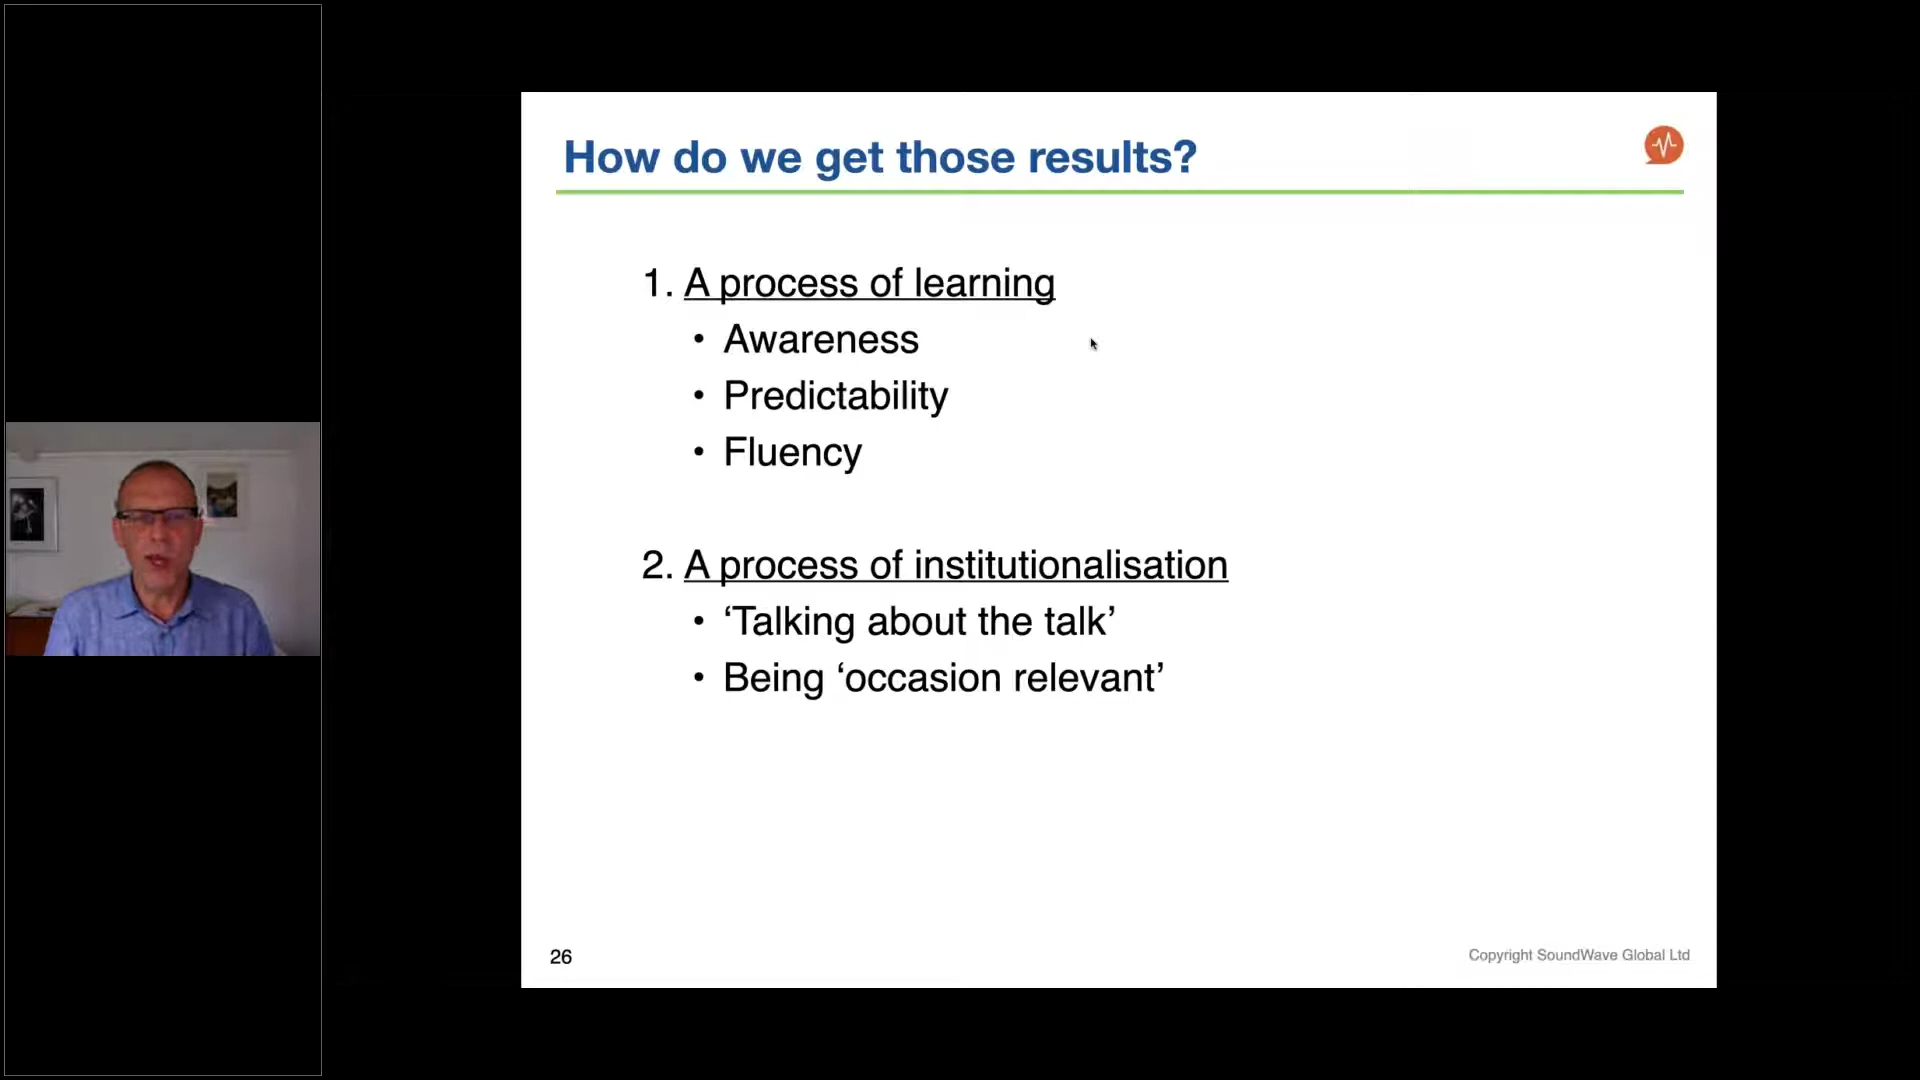 How do we get those results?
1. A process of learning
• Awareness
• Predictability
• Fluency
2. A process of institutionalisation
• ‘Talking about the talk’
• Being ‘occasion relevant’
26
Copyright SoundWave Global Ltd